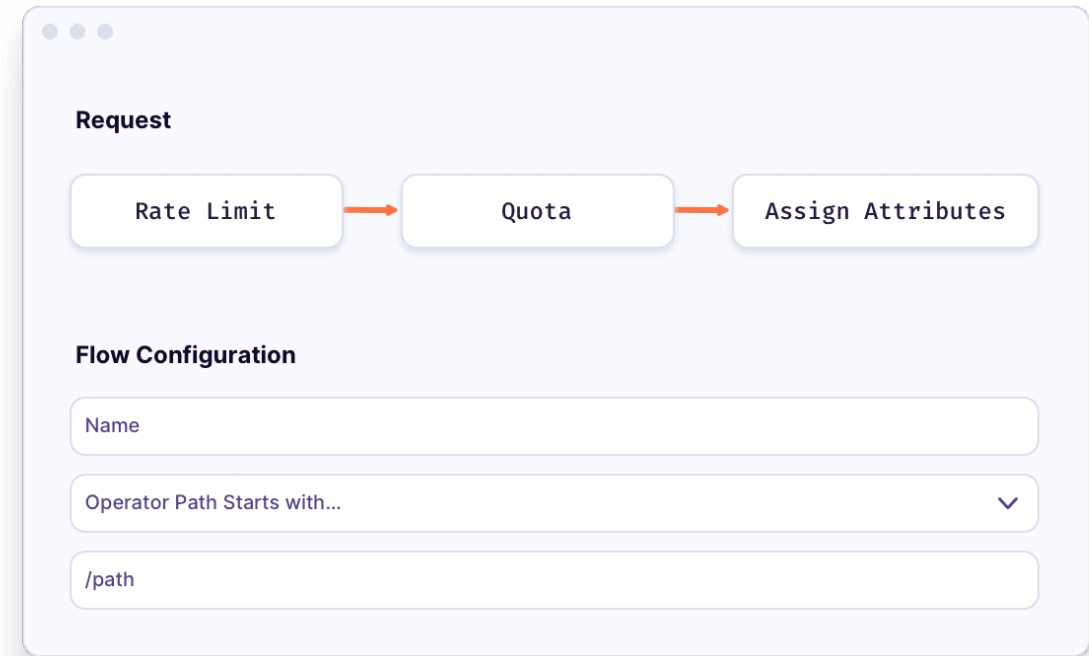 Request
Rate Limit
Quota
Assign Attributes
Flow Configuration
Name
Operator Path Starts with...
/path